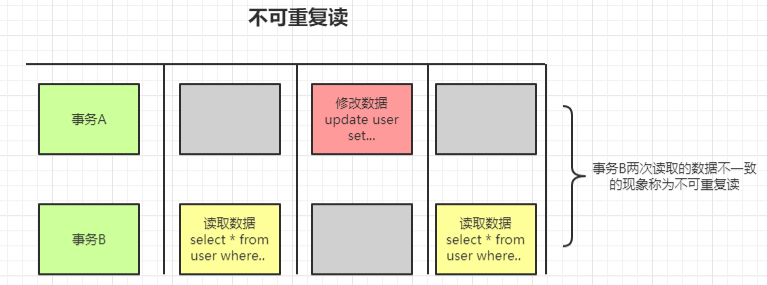 不可重复读
事务A
修改数据
update user
set...
事务B两次读取的数据不一致
的现象称为不可重复读
事务B
读取数据
select * from
user where..
读取数据
select * from
user where..